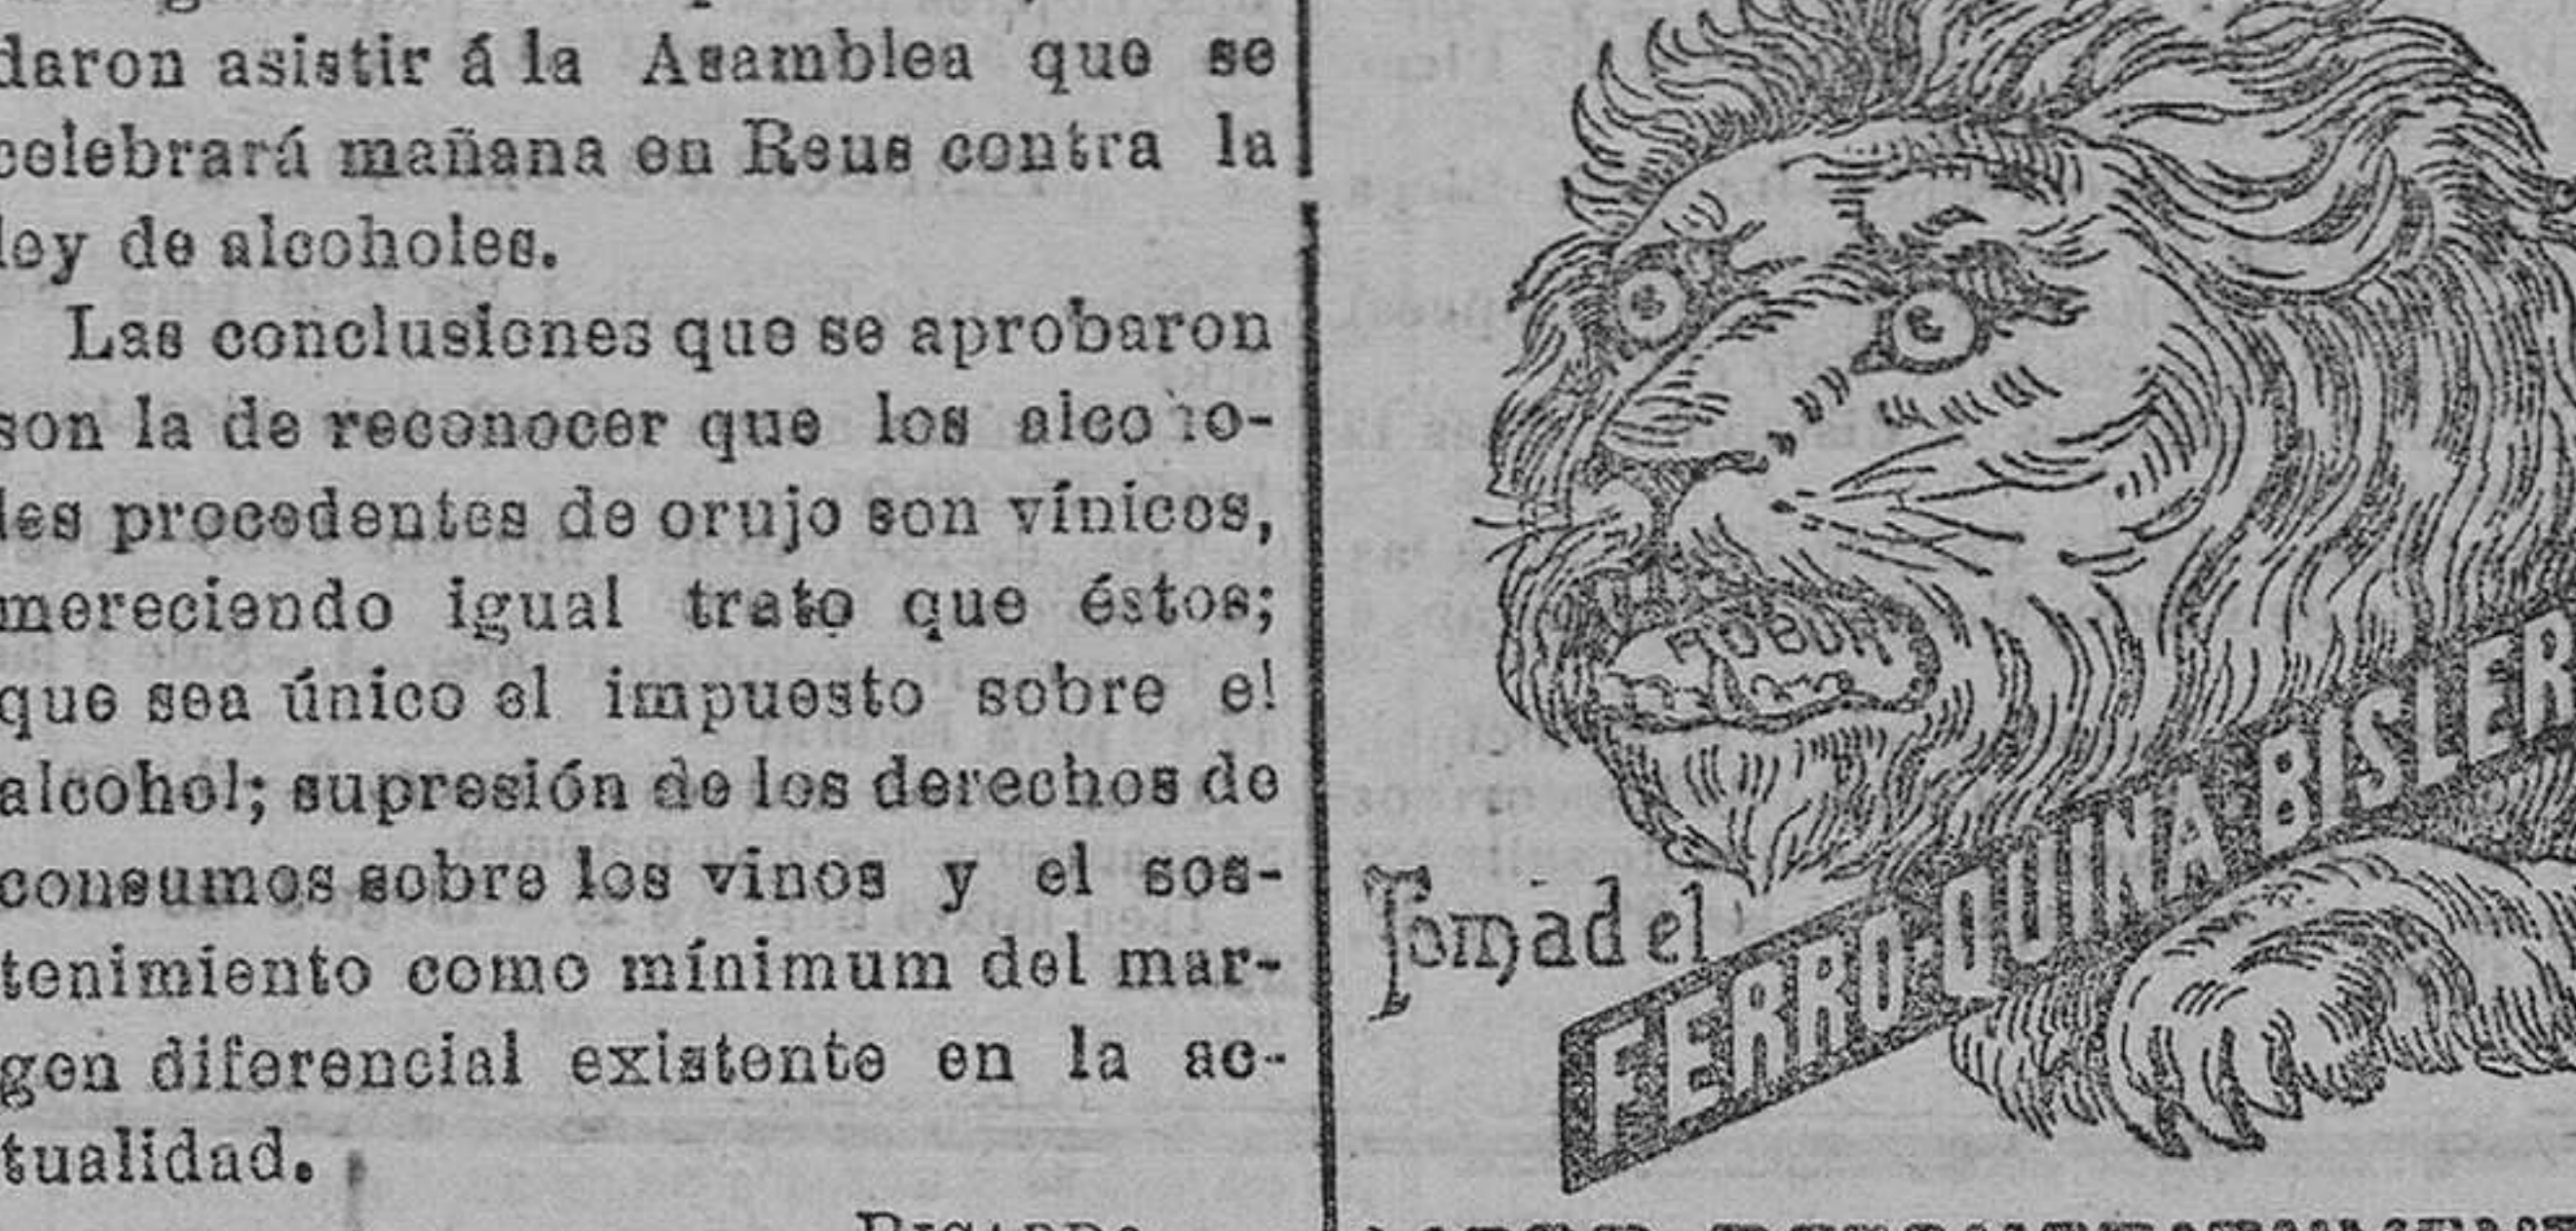 daron asistir á la Asamblea que se
celebrará mañana en Reus contra la
ley de alcoholes.
Las conclusiones que se aprobaron
son la de reconocer que los alcoho-
les procedentes de orujo son vínicos,
mereciendo igual trato que éstos;
que sea único el impuesto sobre el
alcohol; supresión de los derechos de
consumos sobre los vinos y el sos-
tenimiento como mínimum del mar-
gen diferencial existente en la ac-
tualidad.
ROBUR
Tomad el
FERRO-QUINA BISLER